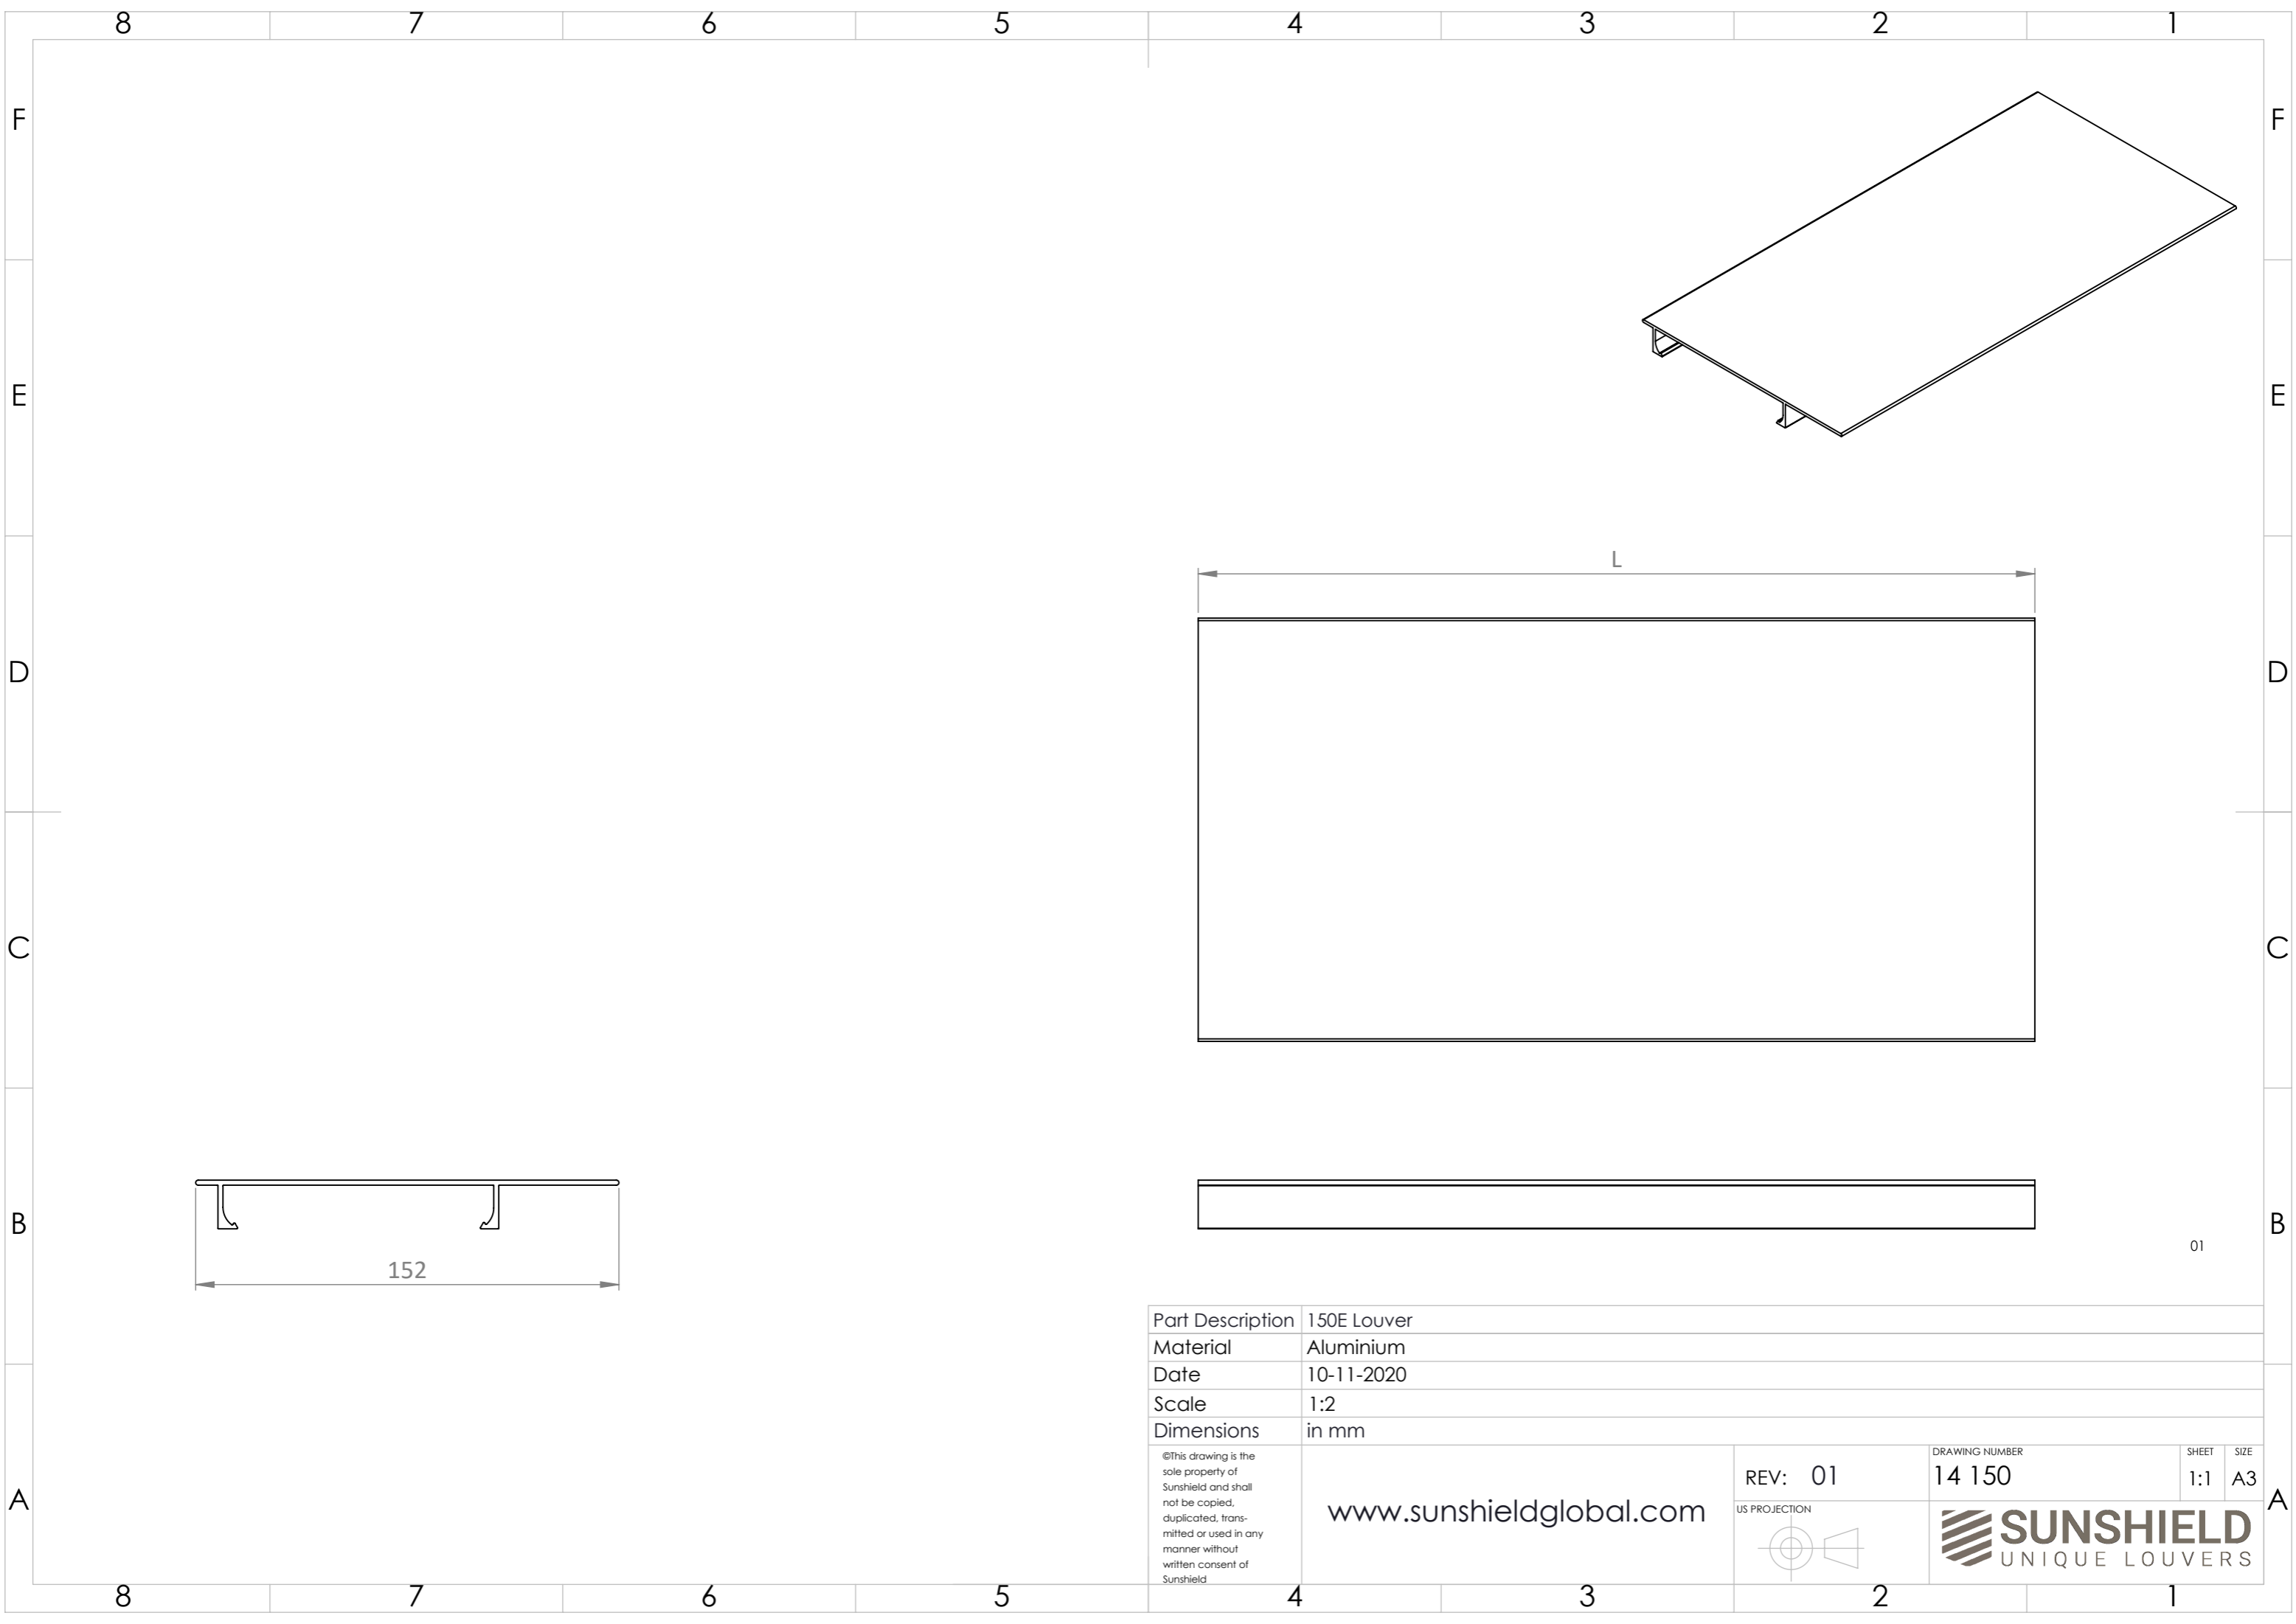 8 7 6 5 4 3 2 1
F F
E E
L
D D
C C
B B
01
152
Part Description 150E Louver
Material Aluminium
Date 10-11-2020
Scale 1:2
Dimensions in mm
©This drawing is the
sole property of
Sunshield and shall
not be copied,
duplicated, trans-
mitted or used in any
manner without
written consent of
Sunshield
www.sunshieldglobal.com
REV: 01
DRAWING NUMBER
14 150
SHEET
1:1
SIZE
A3
US PROJECTION
SUNSHIELD
UNIQUE LOUVERS
A A
8 7 6 5 4 3 2 1